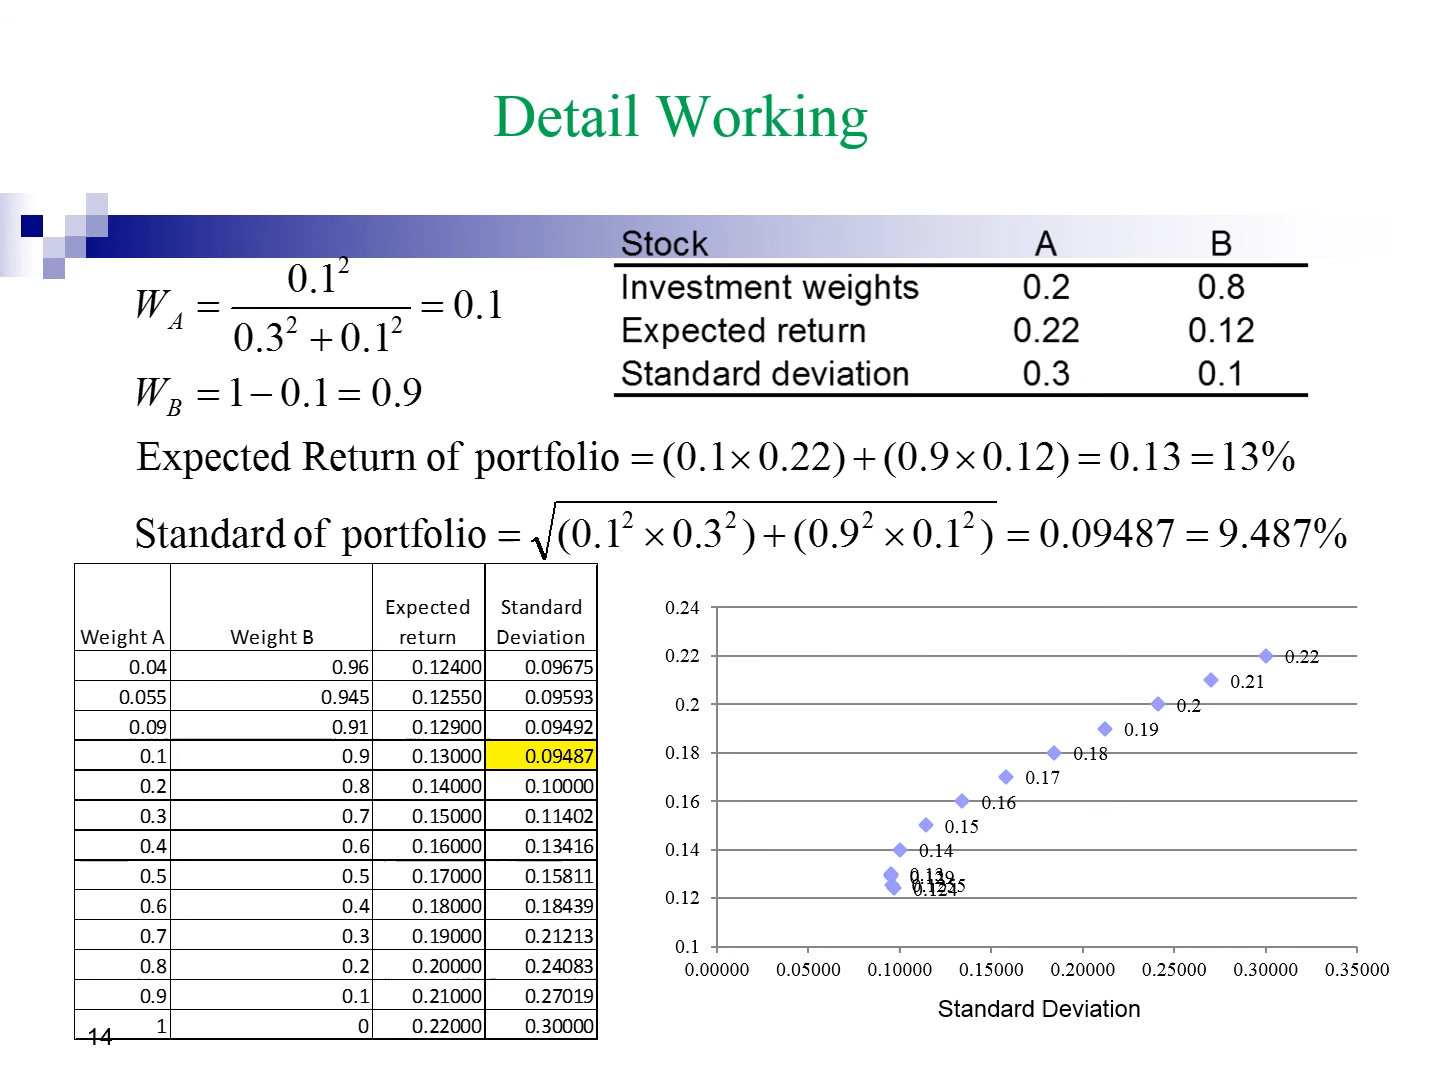 Detail Working
Stock A B
Investment weights 0.2 0.8
Expected return 0.22 0.12
Standard deviation 0.3 0.1
W_A = 0.1² / (0.3² + 0.1²) = 0.1
W_B = 1 − 0.1 = 0.9
Expected Return of portfolio = (0.1 × 0.22) + (0.9 × 0.12) = 0.13 = 13%
Standard of portfolio = √(0.1² × 0.3²) + (0.9² × 0.1²) = 0.09487 = 9.487%
Weight A Weight B Expected return Standard Deviation
0.04 0.96 0.12400 0.09675
0.055 0.945 0.12550 0.09593
0.09 0.91 0.12900 0.09492
0.1 0.9 0.13000 0.09487
0.2 0.8 0.14000 0.10000
0.3 0.7 0.15000 0.11402
0.4 0.6 0.16000 0.13416
0.5 0.5 0.17000 0.15811
0.6 0.4 0.18000 0.18439
0.7 0.3 0.19000 0.21213
0.8 0.2 0.20000 0.24083
0.9 0.1 0.21000 0.27019
1 0 0.22000 0.30000
14
0.24
0.22
0.2
0.18
0.16
0.14
0.12
0.1
0.22
0.21
0.2
0.19
0.18
0.17
0.16
0.15
0.14
0.13
0.129
0.1255
0.124
0.00000 0.05000 0.10000 0.15000 0.20000 0.25000 0.30000 0.35000
Standard Deviation